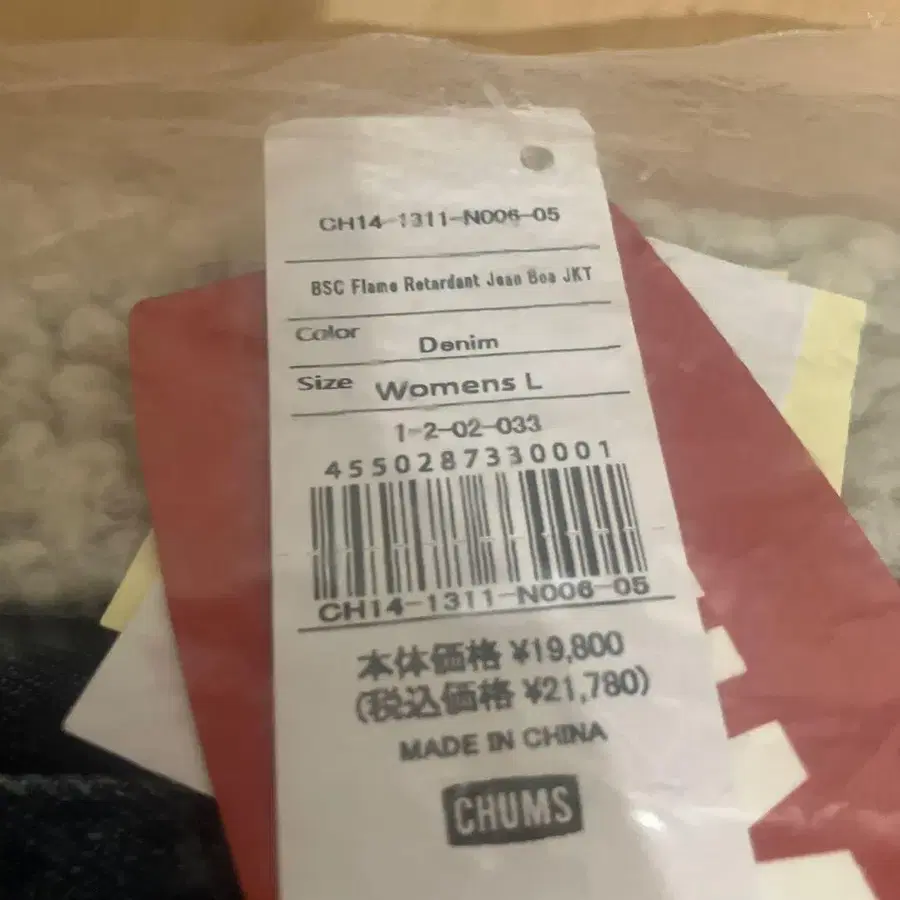 CH14-1311-N006-05
BSC Flame Retardant Jean Boa JKT
Color Denim
Size Womens L
1-2-02-033
4550287330001
CH14-1311-N006-05
本体価格 ¥19,800
(税込価格 ¥21,780)
MADE IN CHINA
CHUMS